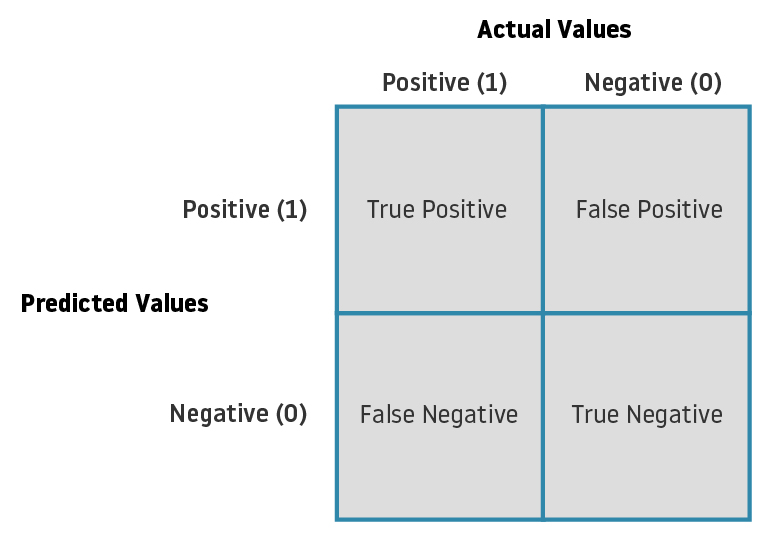 Actual Values
Positive (1) Negative (0)
Positive (1) True Positive False Positive
Predicted Values
Negative (0) False Negative True Negative